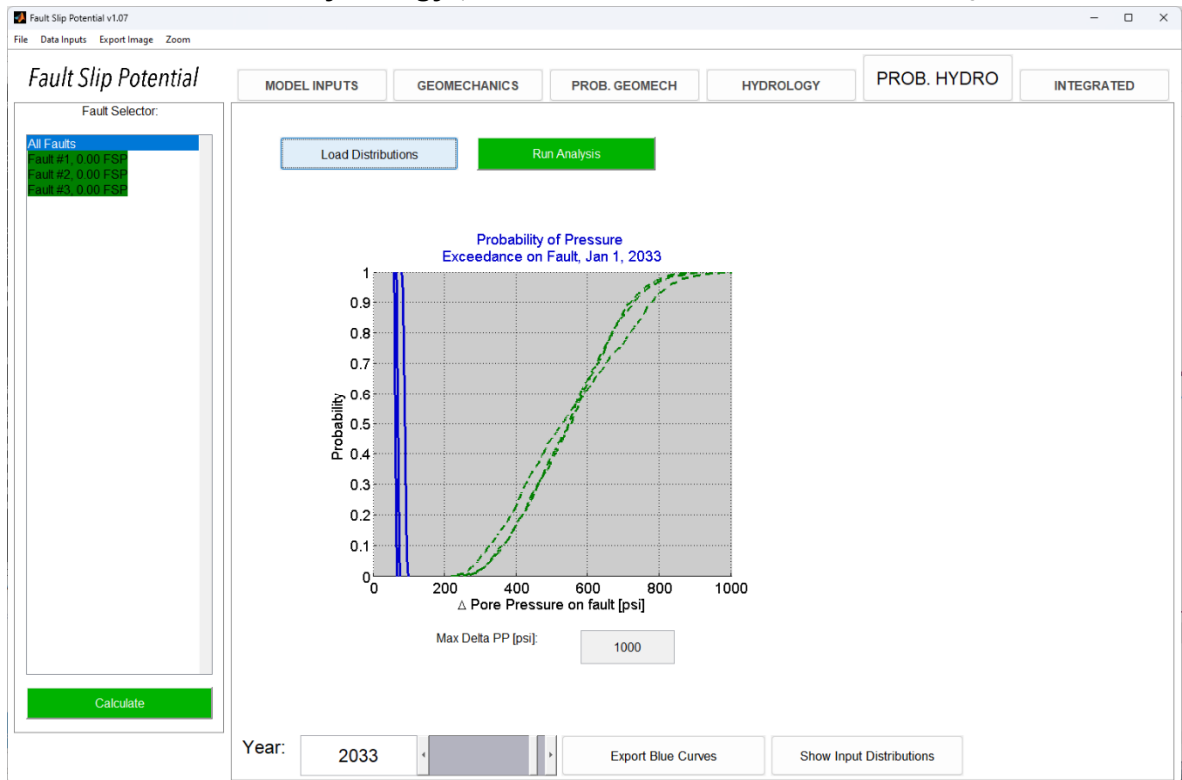 Fault Slip Potential v1.07
File Data Inputs Export Image Zoom
Fault Slip Potential
MODEL INPUTS GEOMECHANICS PROB. GEOMECH HYDROLOGY PROB. HYDRO INTEGRATED
Fault Selector:
All Faults
Fault #1, 0.00 FSP
Fault #2, 0.00 FSP
Fault #3, 0.00 FSP
Load Distributions Run Analysis
Probability of Pressure
Exceedance on Fault, Jan 1, 2033
1
0.9
0.8
0.7
0.6
0.5
0.4
0.3
0.2
0.1
0
Probability
0 200 400 600 800 1000
Δ Pore Pressure on fault [psi]
Max Delta PP [psi]: 1000
Calculate
Year: 2033 Export Blue Curves Show Input Distributions